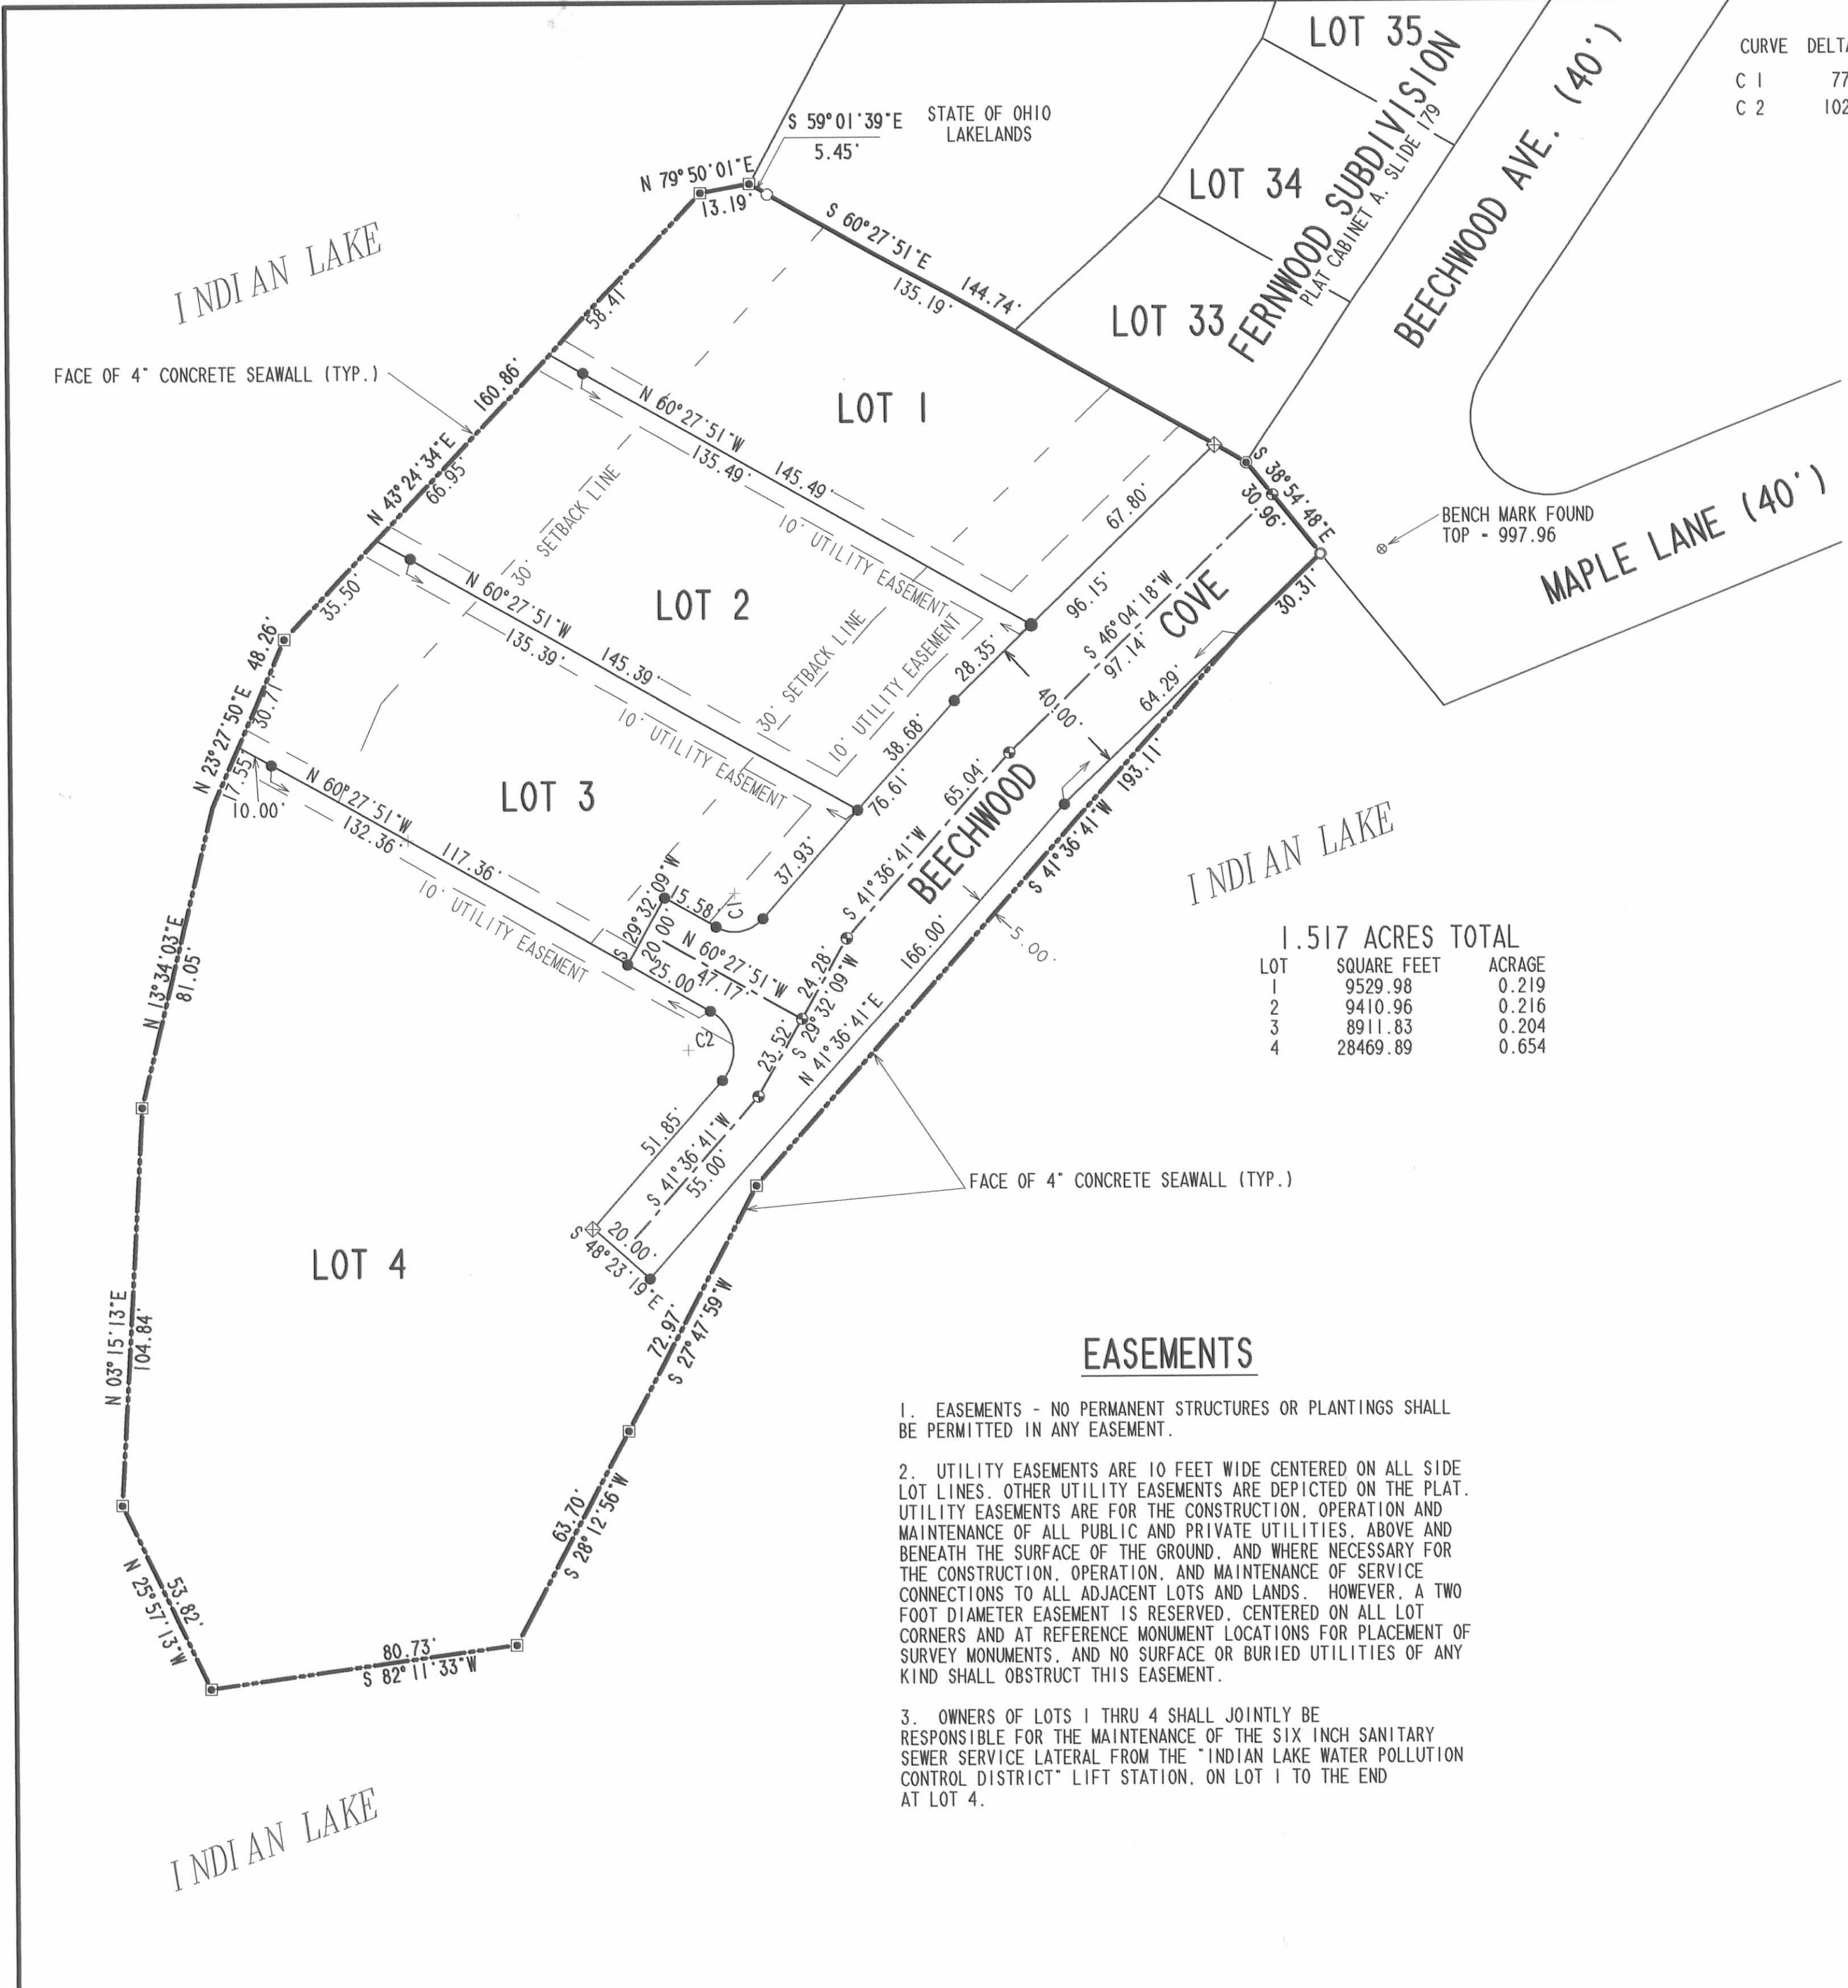 LOT 35
CURVE DELTA
C 1 77
C 2 102
FERNWOOD SUBDIVISION
PLAT CABINET A, SLIDE 179
BEECHWOOD AVE. (40')
S 59°01'39"E
5.45'
STATE OF OHIO
LAKELANDS
N 79°50'01"E
13.19'
LOT 34
S 60°27'51"E
144.74'
135.19'
LOT 33
INDIAN LAKE
58.41'
FACE OF 4" CONCRETE SEAWALL (TYP.)
160.86'
N 43°24'34"E
66.95'
LOT 1
N 60°27'51"W
145.49'
135.49'
10' UTILITY EASEMENT
30' SETBACK LINE
67.80'
S 38°54'48"E
30.96'
BENCH MARK FOUND
TOP - 997.96
MAPLE LANE (40')
30.31'
35.50'
48.26'
LOT 2
N 60°27'51"W
145.39'
135.39'
10' UTILITY EASEMENT
30' SETBACK LINE
10' UTILITY EASEMENT
96.15'
28.35'
S 46°04'18"W
97.14'
COVE
64.29'
40.00'
N 23°27'50"E
30.71'
17.55'
10.00'
LOT 3
N 60°27'51"W
117.36'
132.36'
10' UTILITY EASEMENT
38.68'
76.61'
37.93'
65.04'
S 41°36'41"W
BEECHWOOD
193.11'
S 41°36'41"W
INDIAN LAKE
S 29°32'09"W
20.00'
15.58'
C1
N 60°27'51"W
47.17'
25.00'
24.28'
S 29°32'09"W
23.52'
166.00'
N 41°36'41"E
5.00'
C2
1.517 ACRES TOTAL
LOT SQUARE FEET ACRAGE
1 9529.98 0.219
2 9410.96 0.216
3 8911.83 0.204
4 28469.89 0.654
N 13°34'03"E
81.05'
51.85'
S 41°36'41"W
55.00'
FACE OF 4" CONCRETE SEAWALL (TYP.)
20.00'
S 48°23'19"E
LOT 4
N 03°15'13"E
104.84'
72.97'
S 27°47'59"W
63.70'
S 28°12'56"W
53.82'
N 25°57'13"W
80.73'
S 82°11'33"W
INDIAN LAKE
EASEMENTS
1. EASEMENTS - NO PERMANENT STRUCTURES OR PLANTINGS SHALL
BE PERMITTED IN ANY EASEMENT.
2. UTILITY EASEMENTS ARE 10 FEET WIDE CENTERED ON ALL SIDE
LOT LINES. OTHER UTILITY EASEMENTS ARE DEPICTED ON THE PLAT.
UTILITY EASEMENTS ARE FOR THE CONSTRUCTION, OPERATION AND
MAINTENANCE OF ALL PUBLIC AND PRIVATE UTILITIES, ABOVE AND
BENEATH THE SURFACE OF THE GROUND, AND WHERE NECESSARY FOR
THE CONSTRUCTION, OPERATION, AND MAINTENANCE OF SERVICE
CONNECTIONS TO ALL ADJACENT LOTS AND LANDS. HOWEVER, A TWO
FOOT DIAMETER EASEMENT IS RESERVED, CENTERED ON ALL LOT
CORNERS AND AT REFERENCE MONUMENT LOCATIONS FOR PLACEMENT OF
SURVEY MONUMENTS, AND NO SURFACE OR BURIED UTILITIES OF ANY
KIND SHALL OBSTRUCT THIS EASEMENT.
3. OWNERS OF LOTS 1 THRU 4 SHALL JOINTLY BE
RESPONSIBLE FOR THE MAINTENANCE OF THE SIX INCH SANITARY
SEWER SERVICE LATERAL FROM THE "INDIAN LAKE WATER POLLUTION
CONTROL DISTRICT" LIFT STATION, ON LOT 1 TO THE END
AT LOT 4.